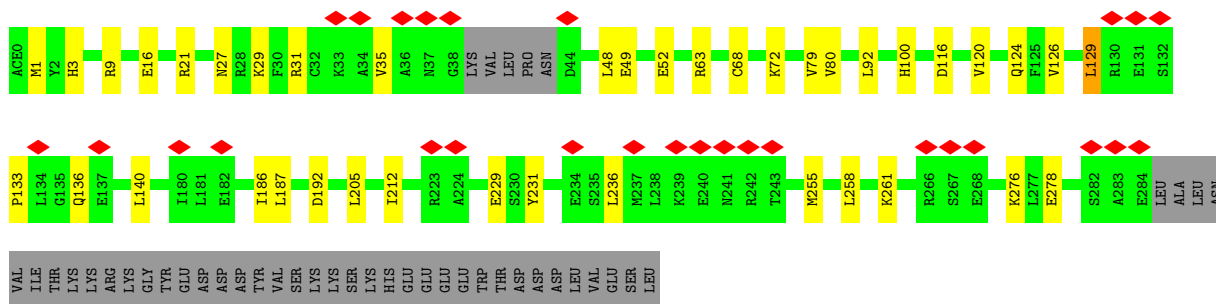 ACE0 M1 Y2 H3 R9 E16 R21 N27 R28 K29 F30 R31 C32 K33 A34 V35 A36 N37 G38 LYS VAL LEU PRO ASN D44 L48 E49 E52 R63 C68 K72 V79 V80 L92 H100 D116 V120 Q124 F125 V126 L129 R130 E131 S132
P133 L134 G135 Q136 E137 L140 I180 L181 E182 I186 L187 D192 L205 I212 R223 A224 E229 S230 Y231 E234 S235 L236 M237 L238 K239 E240 N241 R242 T243 M255 L258 K261 R266 S267 E268 K276 L277 E278 S282 A283 E284 LEU ALA LEU ASN
VAL ILE THR LYS LYS ARG LYS GLY TYR GLU ASP ASP ASP TYR VAL SER LYS LYS SER LYS HIS GLU GLU GLU GLU TRP THR ASP ASP ASP LEU VAL GLU SER LEU